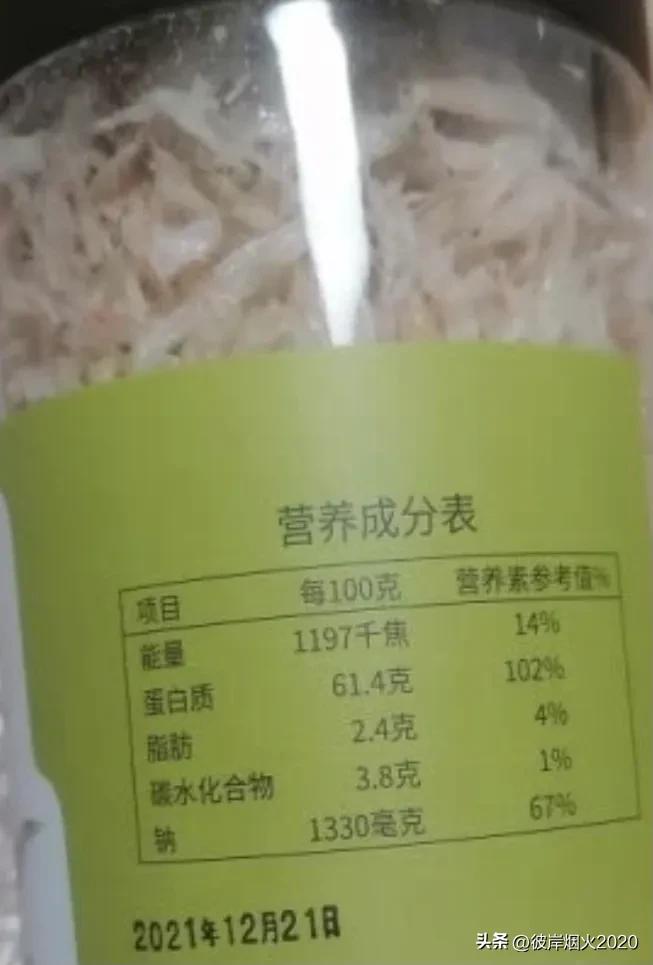 营养成分表
项目 每100克 营养素参考值%
能量 1197千焦 14%
蛋白质 61.4克 102%
脂肪 2.4克 4%
碳水化合物 3.8克 1%
钠 1330毫克 67%
2021年12月21日
头条 @彼岸烟火2020